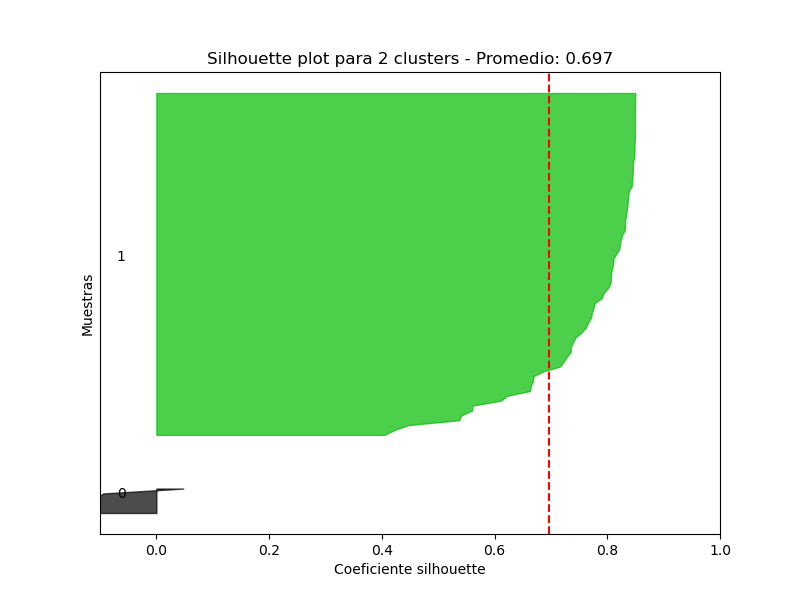 Silhouette plot para 2 clusters - Promedio: 0.697
Muestras
1
0
0.0 0.2 0.4 0.6 0.8 1.0
Coeficiente silhouette